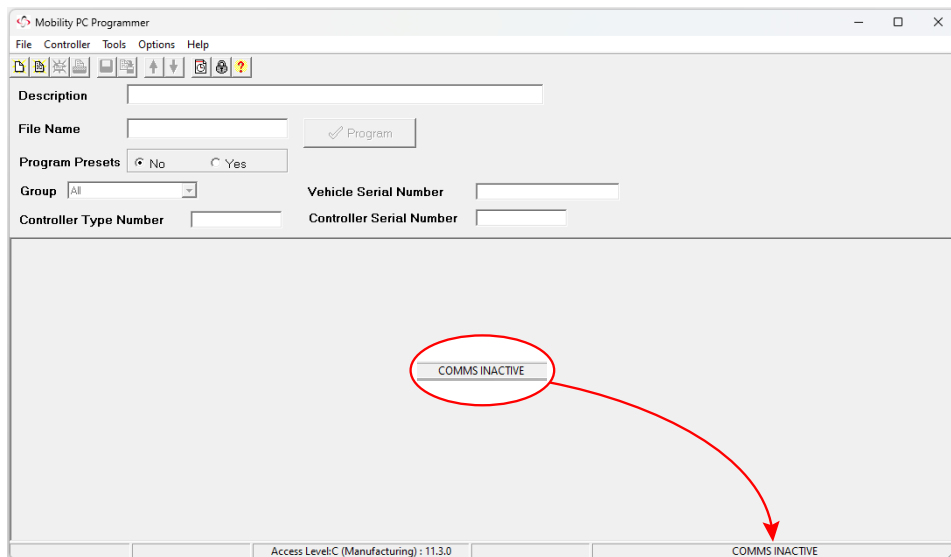 Mobility PC Programmer
File Controller Tools Options Help
Description
File Name
Program
Program Presets No Yes
Group All Vehicle Serial Number
Controller Type Number Controller Serial Number
COMMS INACTIVE
Access Level:C (Manufacturing) : 11.3.0 COMMS INACTIVE